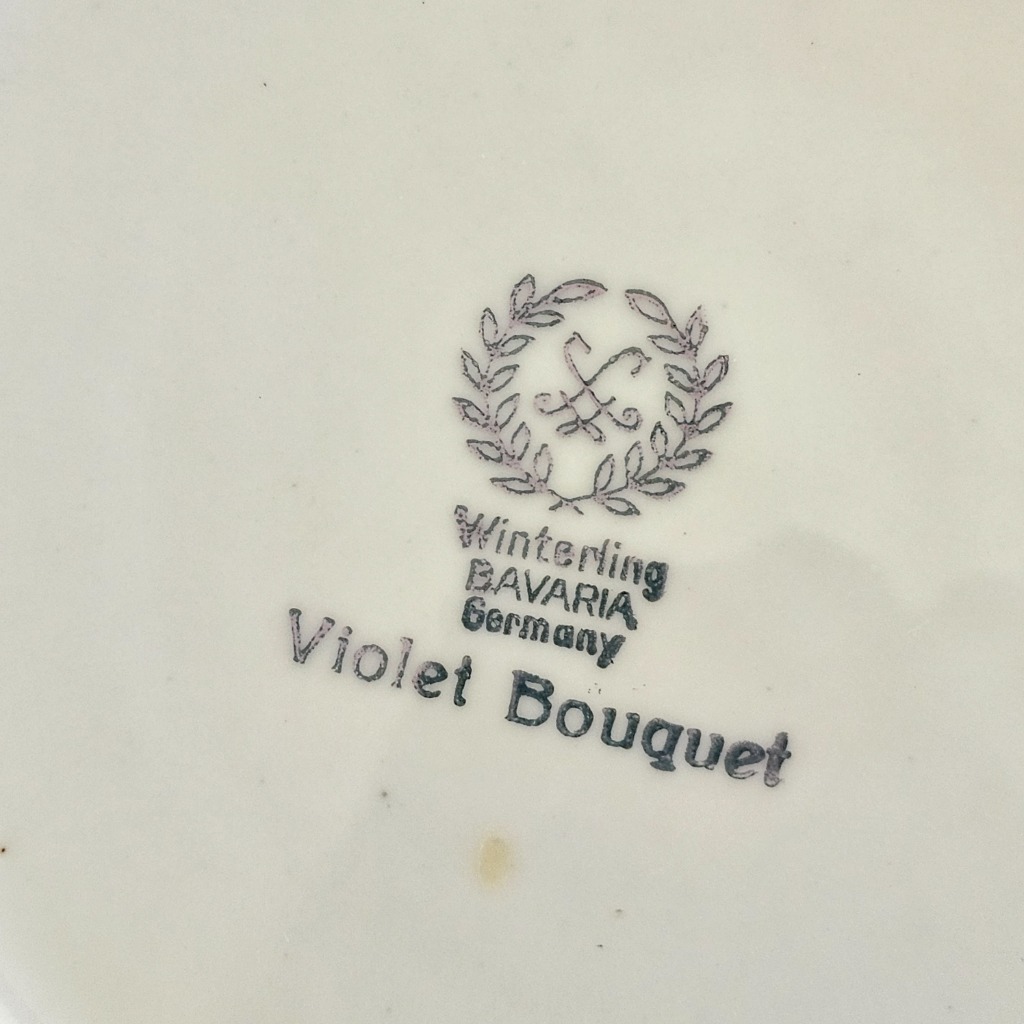 Winterling
BAVARIA
Germany
Violet Bouquet